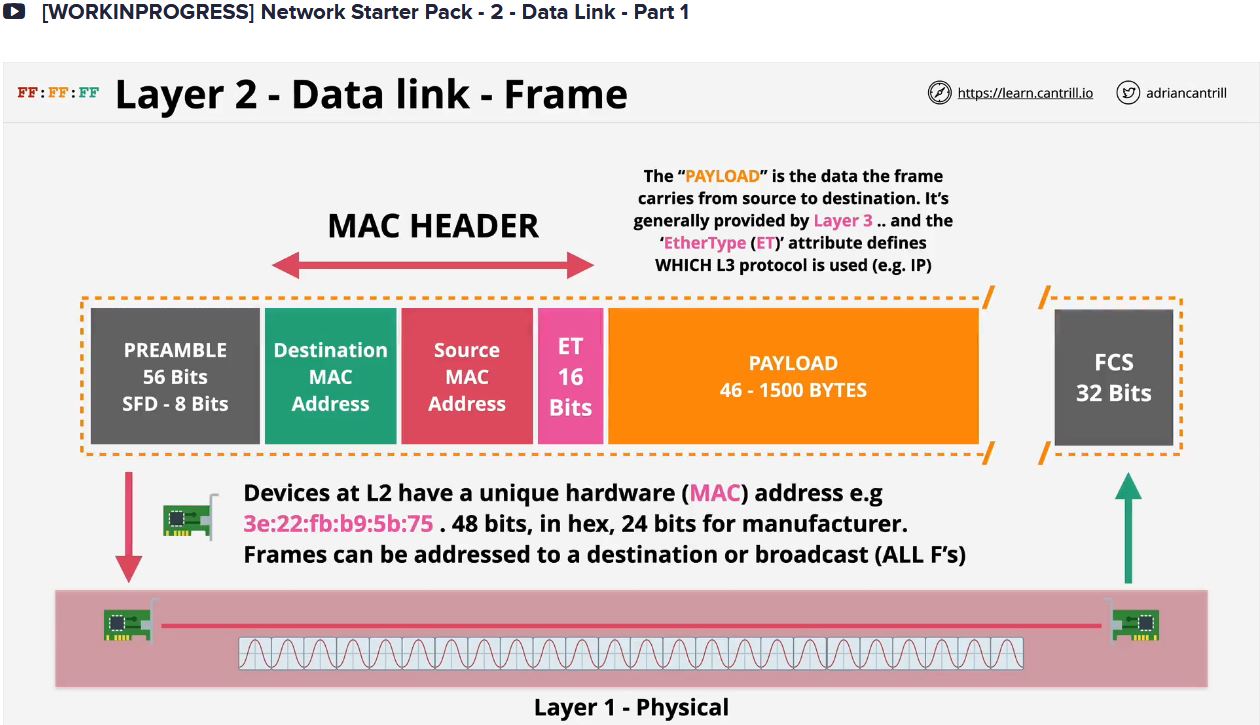 [WORKINPROGRESS] Network Starter Pack - 2 - Data Link - Part 1
FF:FF:FF Layer 2 - Data link - Frame
https://learn.cantrill.io
adriancantrill
The “PAYLOAD” is the data the frame
carries from source to destination. It’s
generally provided by Layer 3 .. and the
‘EtherType (ET)’ attribute defines
WHICH L3 protocol is used (e.g. IP)
MAC HEADER
PREAMBLE
56 Bits
SFD - 8 Bits
Destination
MAC
Address
Source
MAC
Address
ET
16
Bits
PAYLOAD
46 - 1500 BYTES
FCS
32 Bits
Devices at L2 have a unique hardware (MAC) address e.g
3e:22:fb:b9:5b:75 . 48 bits, in hex, 24 bits for manufacturer.
Frames can be addressed to a destination or broadcast (ALL F’s)
Layer 1 - Physical